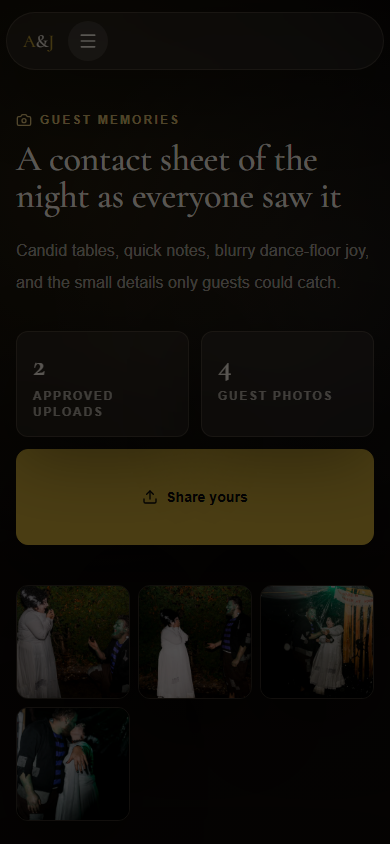 A&J
GUEST MEMORIES
A contact sheet of the
night as everyone saw it
Candid tables, quick notes, blurry dance-floor joy,
and the small details only guests could catch.
2
APPROVED
UPLOADS
4
GUEST PHOTOS
Share yours